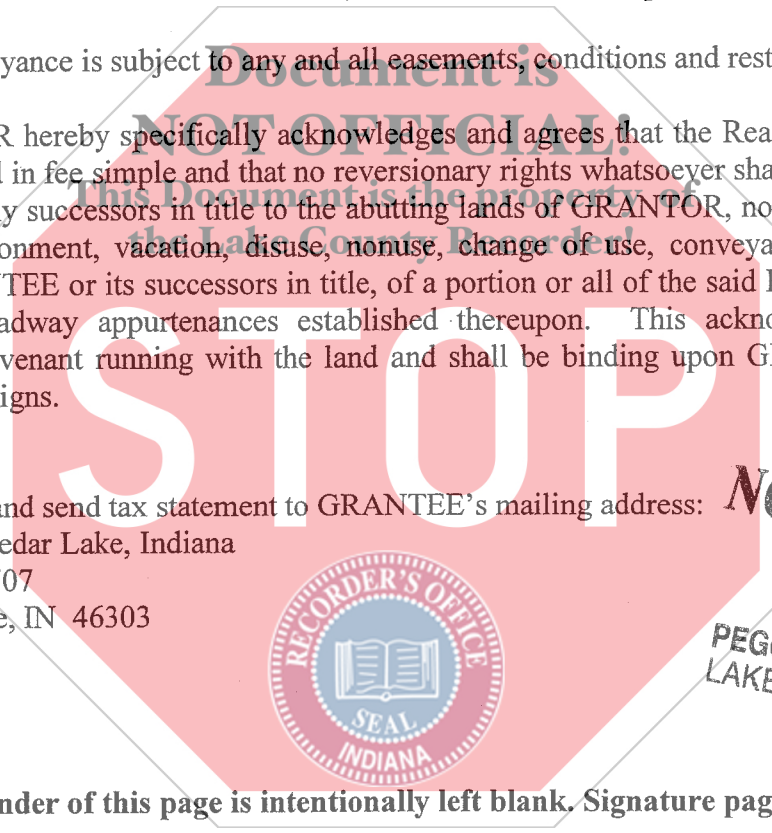 yance is subject to any and all easements, conditions and rest
Document is
R hereby specifically acknowledges and agrees that the Rea
NOT OFFICIAL!
in fee simple and that no reversionary rights whatsoever sha
This Document is the property of
y successors in title to the abutting lands of GRANTOR, no
the Lake County Recorder!
onment, vacation, disuse, nonuse, change of use, conveya
TEE or its successors in title, of a portion or all of the said
adway appurtenances established thereupon. This ackno
venant running with the land and shall be binding upon G
igns.
STOP
and send tax statement to GRANTEE's mailing address:
edar Lake, Indiana
07
e, IN 46303
RECORDER'S OFFICE
SEAL
INDIANA
PEG
LAKE
nder of this page is intentionally left blank. Signature pag